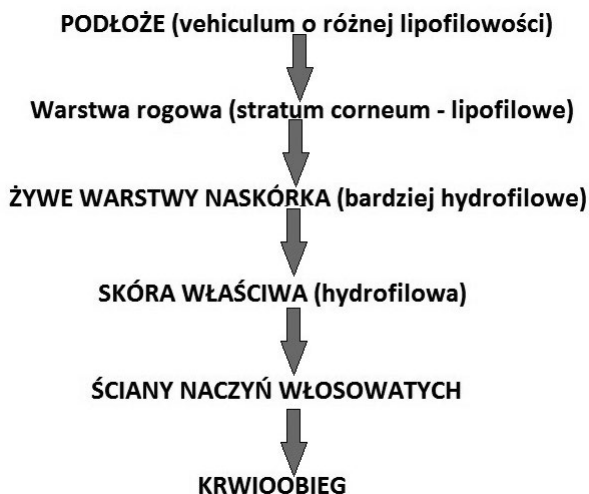 PODŁOŻE (vehiculum o różnej lipofilowości)
Warstwa rogowa (stratum corneum - lipofilowe)
ŻYWE WARSTWY NASKÓRKA (bardziej hydrofilowe)
SKÓRA WŁAŚCIWA (hydrofilowa)
ŚCIANY NACZYŃ WŁOSOWATYCH
KRWIOOBIEG